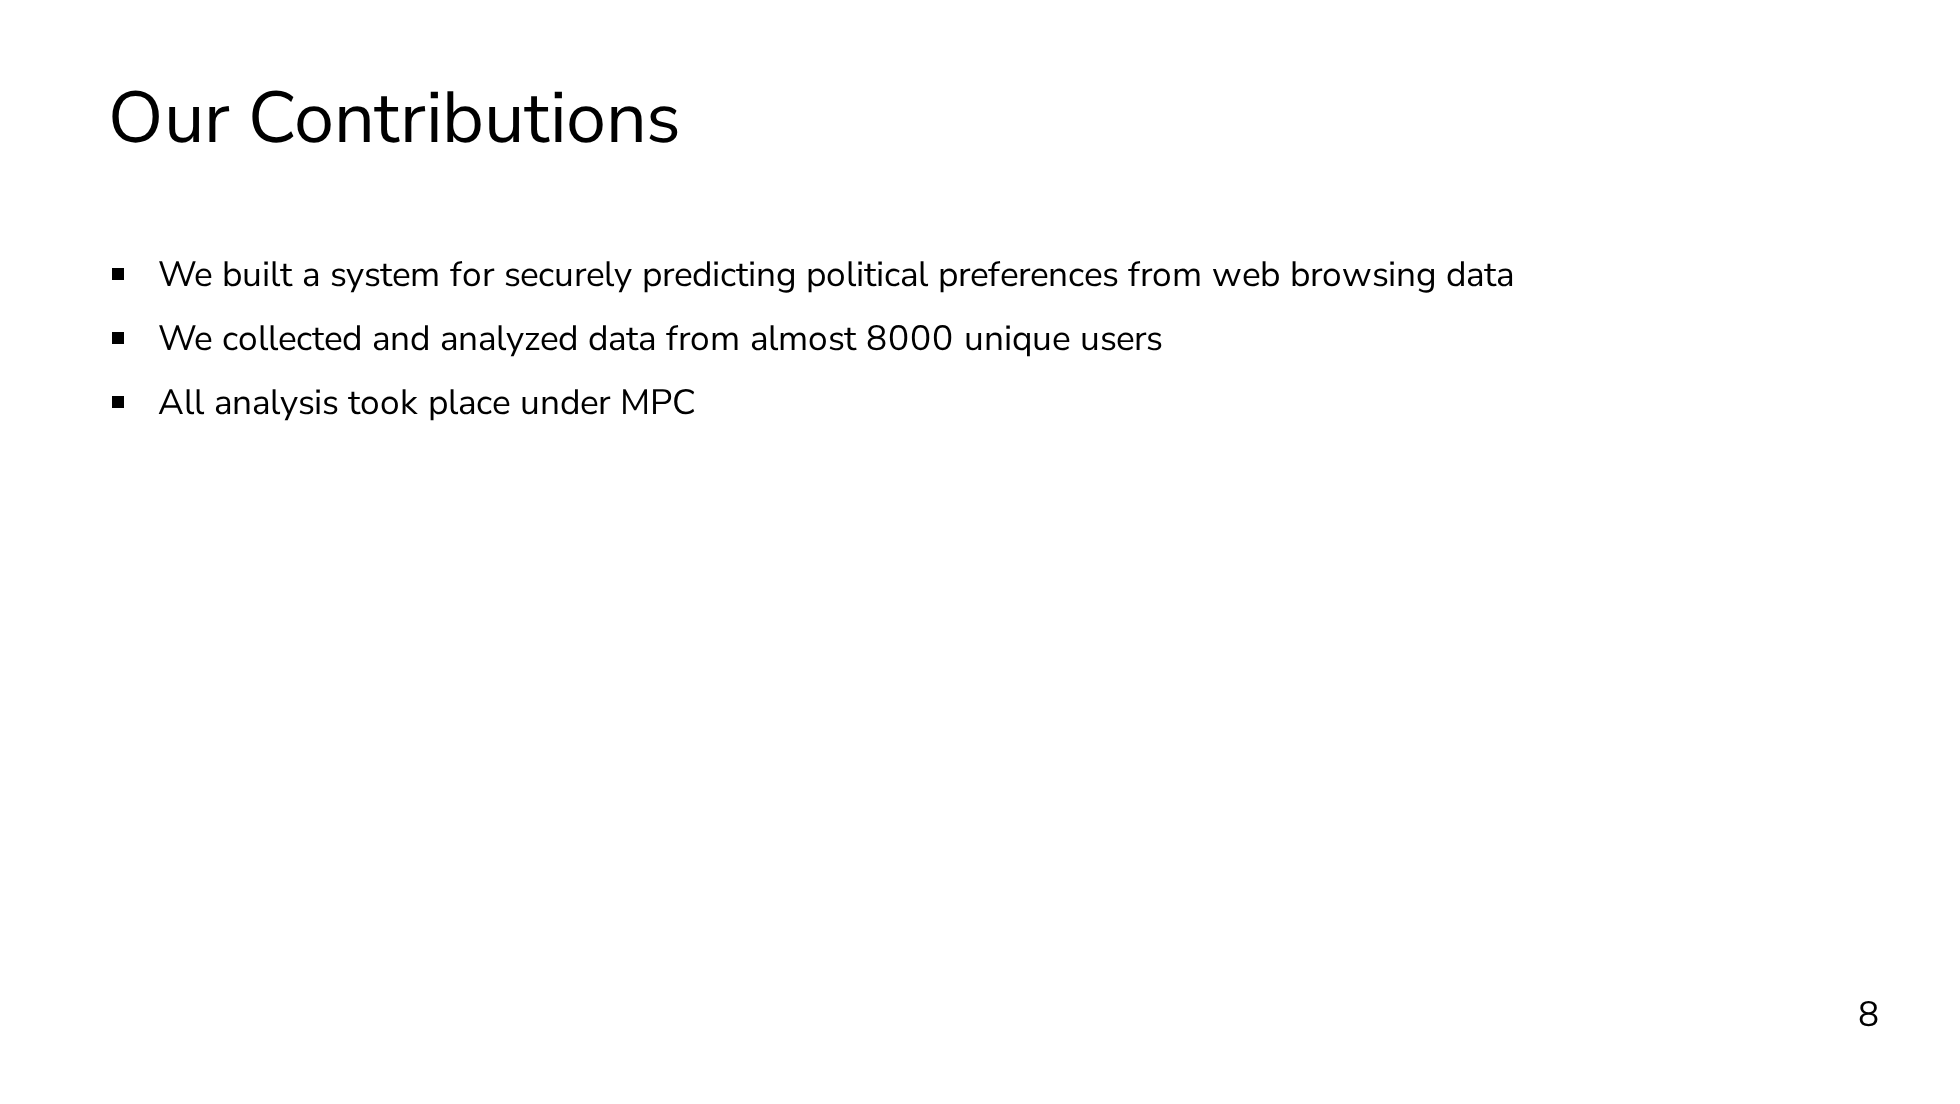 Our Contributions
▪ We built a system for securely predicting political preferences from web browsing data
▪ We collected and analyzed data from almost 8000 unique users
▪ All analysis took place under MPC
8